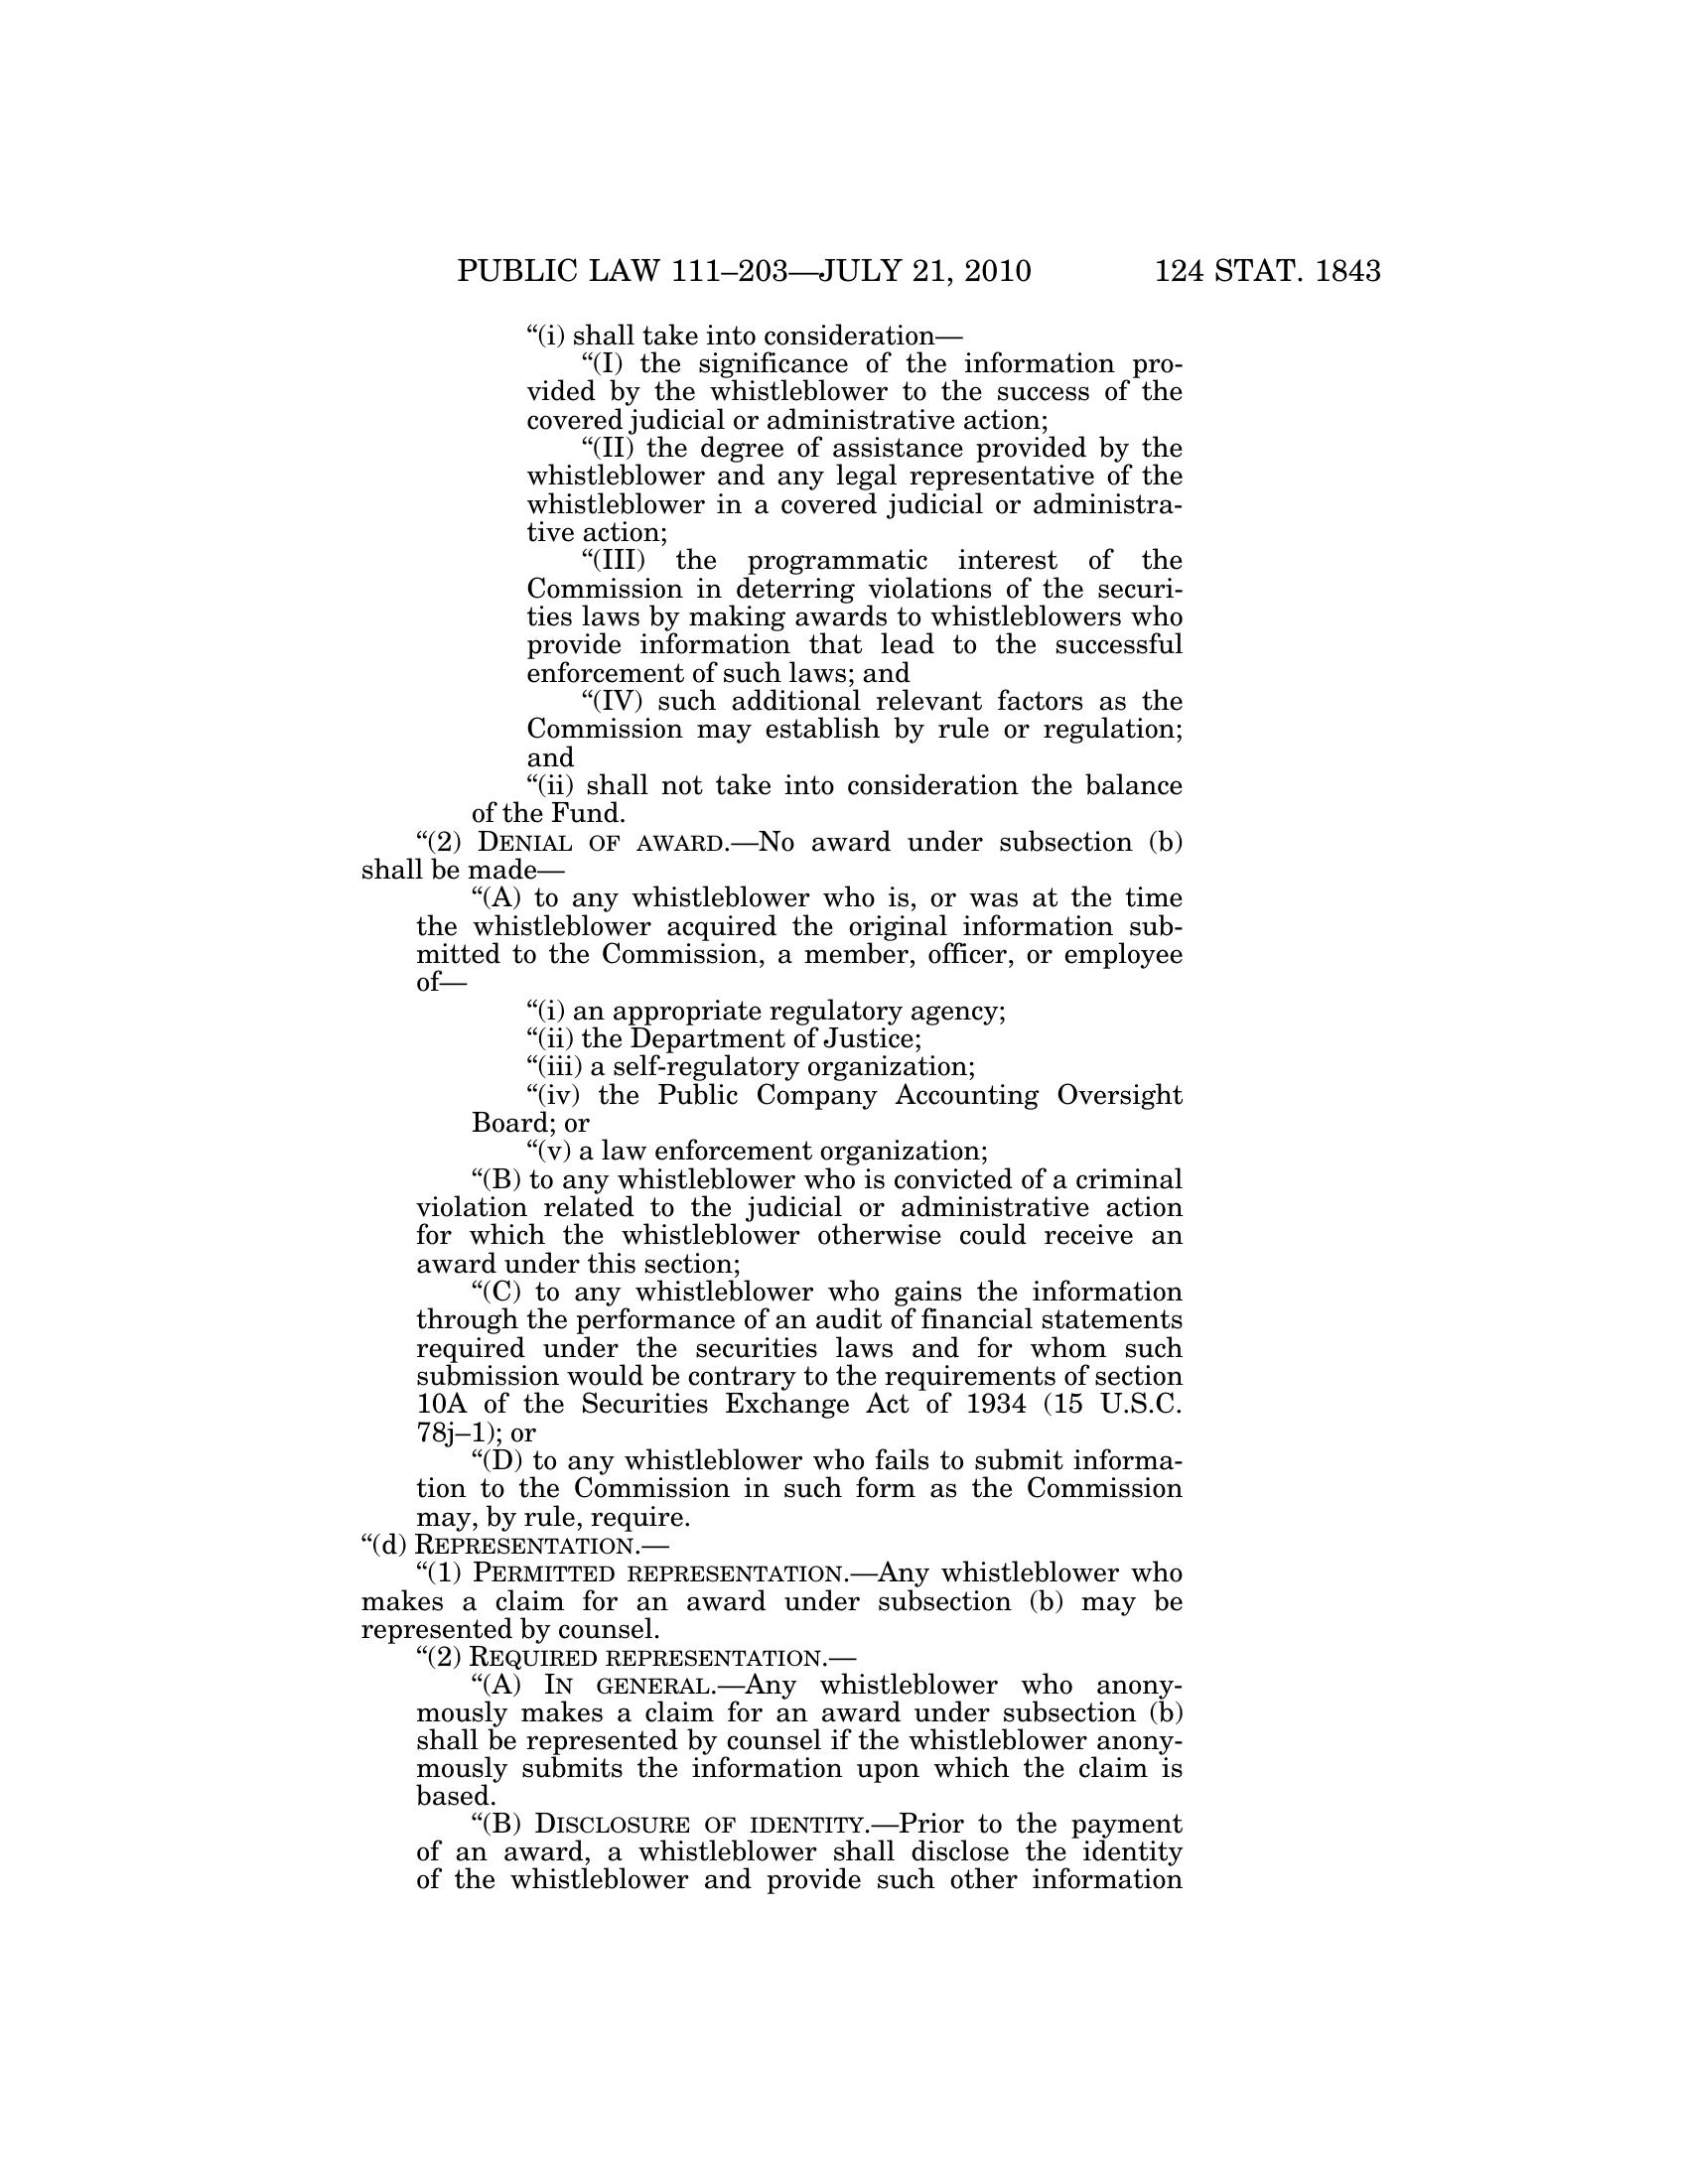 PUBLIC LAW 111–203—JULY 21, 2010 124 STAT. 1843
“(i) shall take into consideration—
“(I) the significance of the information pro-
vided by the whistleblower to the success of the
covered judicial or administrative action;
“(II) the degree of assistance provided by the
whistleblower and any legal representative of the
whistleblower in a covered judicial or administra-
tive action;
“(III) the programmatic interest of the
Commission in deterring violations of the securi-
ties laws by making awards to whistleblowers who
provide information that lead to the successful
enforcement of such laws; and
“(IV) such additional relevant factors as the
Commission may establish by rule or regulation;
and
“(ii) shall not take into consideration the balance
of the Fund.
“(2) DENIAL OF AWARD.—No award under subsection (b)
shall be made—
“(A) to any whistleblower who is, or was at the time
the whistleblower acquired the original information sub-
mitted to the Commission, a member, officer, or employee
of—
“(i) an appropriate regulatory agency;
“(ii) the Department of Justice;
“(iii) a self-regulatory organization;
“(iv) the Public Company Accounting Oversight
Board; or
“(v) a law enforcement organization;
“(B) to any whistleblower who is convicted of a criminal
violation related to the judicial or administrative action
for which the whistleblower otherwise could receive an
award under this section;
“(C) to any whistleblower who gains the information
through the performance of an audit of financial statements
required under the securities laws and for whom such
submission would be contrary to the requirements of section
10A of the Securities Exchange Act of 1934 (15 U.S.C.
78j–1); or
“(D) to any whistleblower who fails to submit informa-
tion to the Commission in such form as the Commission
may, by rule, require.
“(d) REPRESENTATION.—
“(1) PERMITTED REPRESENTATION.—Any whistleblower who
makes a claim for an award under subsection (b) may be
represented by counsel.
“(2) REQUIRED REPRESENTATION.—
“(A) IN GENERAL.—Any whistleblower who anony-
mously makes a claim for an award under subsection (b)
shall be represented by counsel if the whistleblower anony-
mously submits the information upon which the claim is
based.
“(B) DISCLOSURE OF IDENTITY.—Prior to the payment
of an award, a whistleblower shall disclose the identity
of the whistleblower and provide such other information